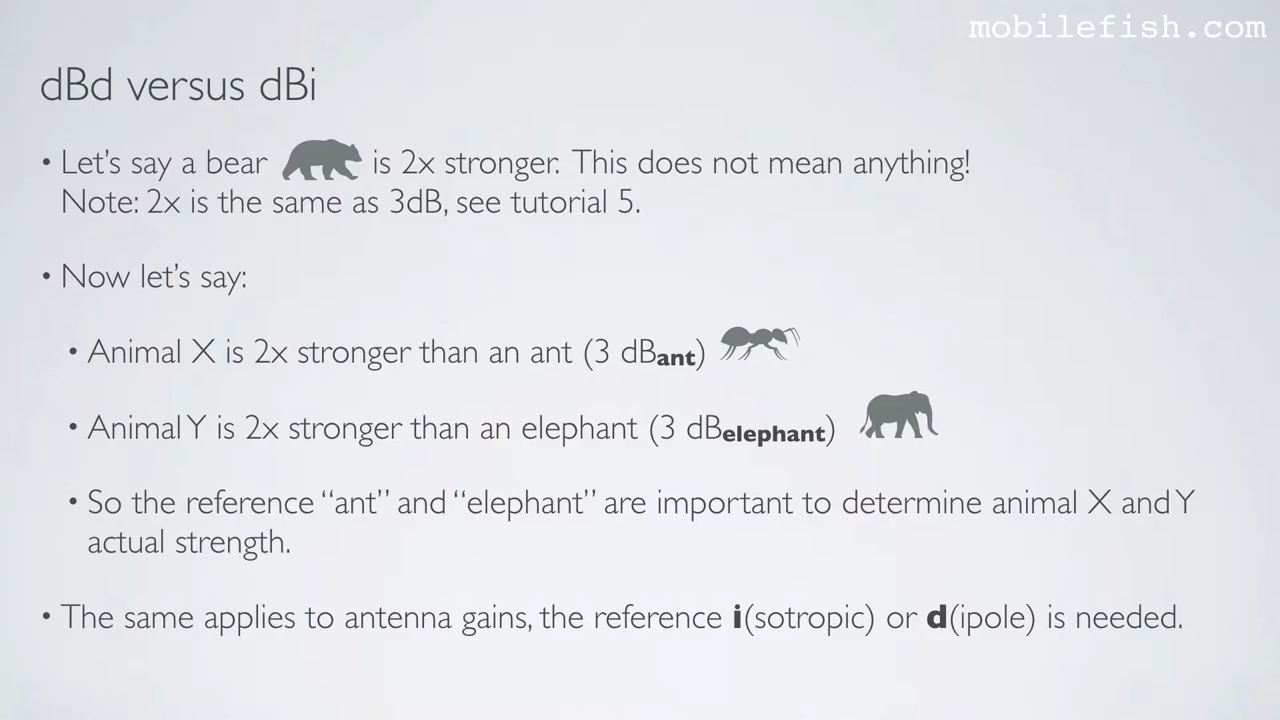 mobilefish.com
dBd versus dBi
• Let's say a bear is 2x stronger. This does not mean anything!
Note: 2x is the same as 3dB, see tutorial 5.
• Now let's say:
• Animal X is 2x stronger than an ant (3 dBant)
• Animal Y is 2x stronger than an elephant (3 dBelephant)
• So the reference “ant” and “elephant” are important to determine animal X and Y
actual strength.
• The same applies to antenna gains, the reference i(sotropic) or d(ipole) is needed.